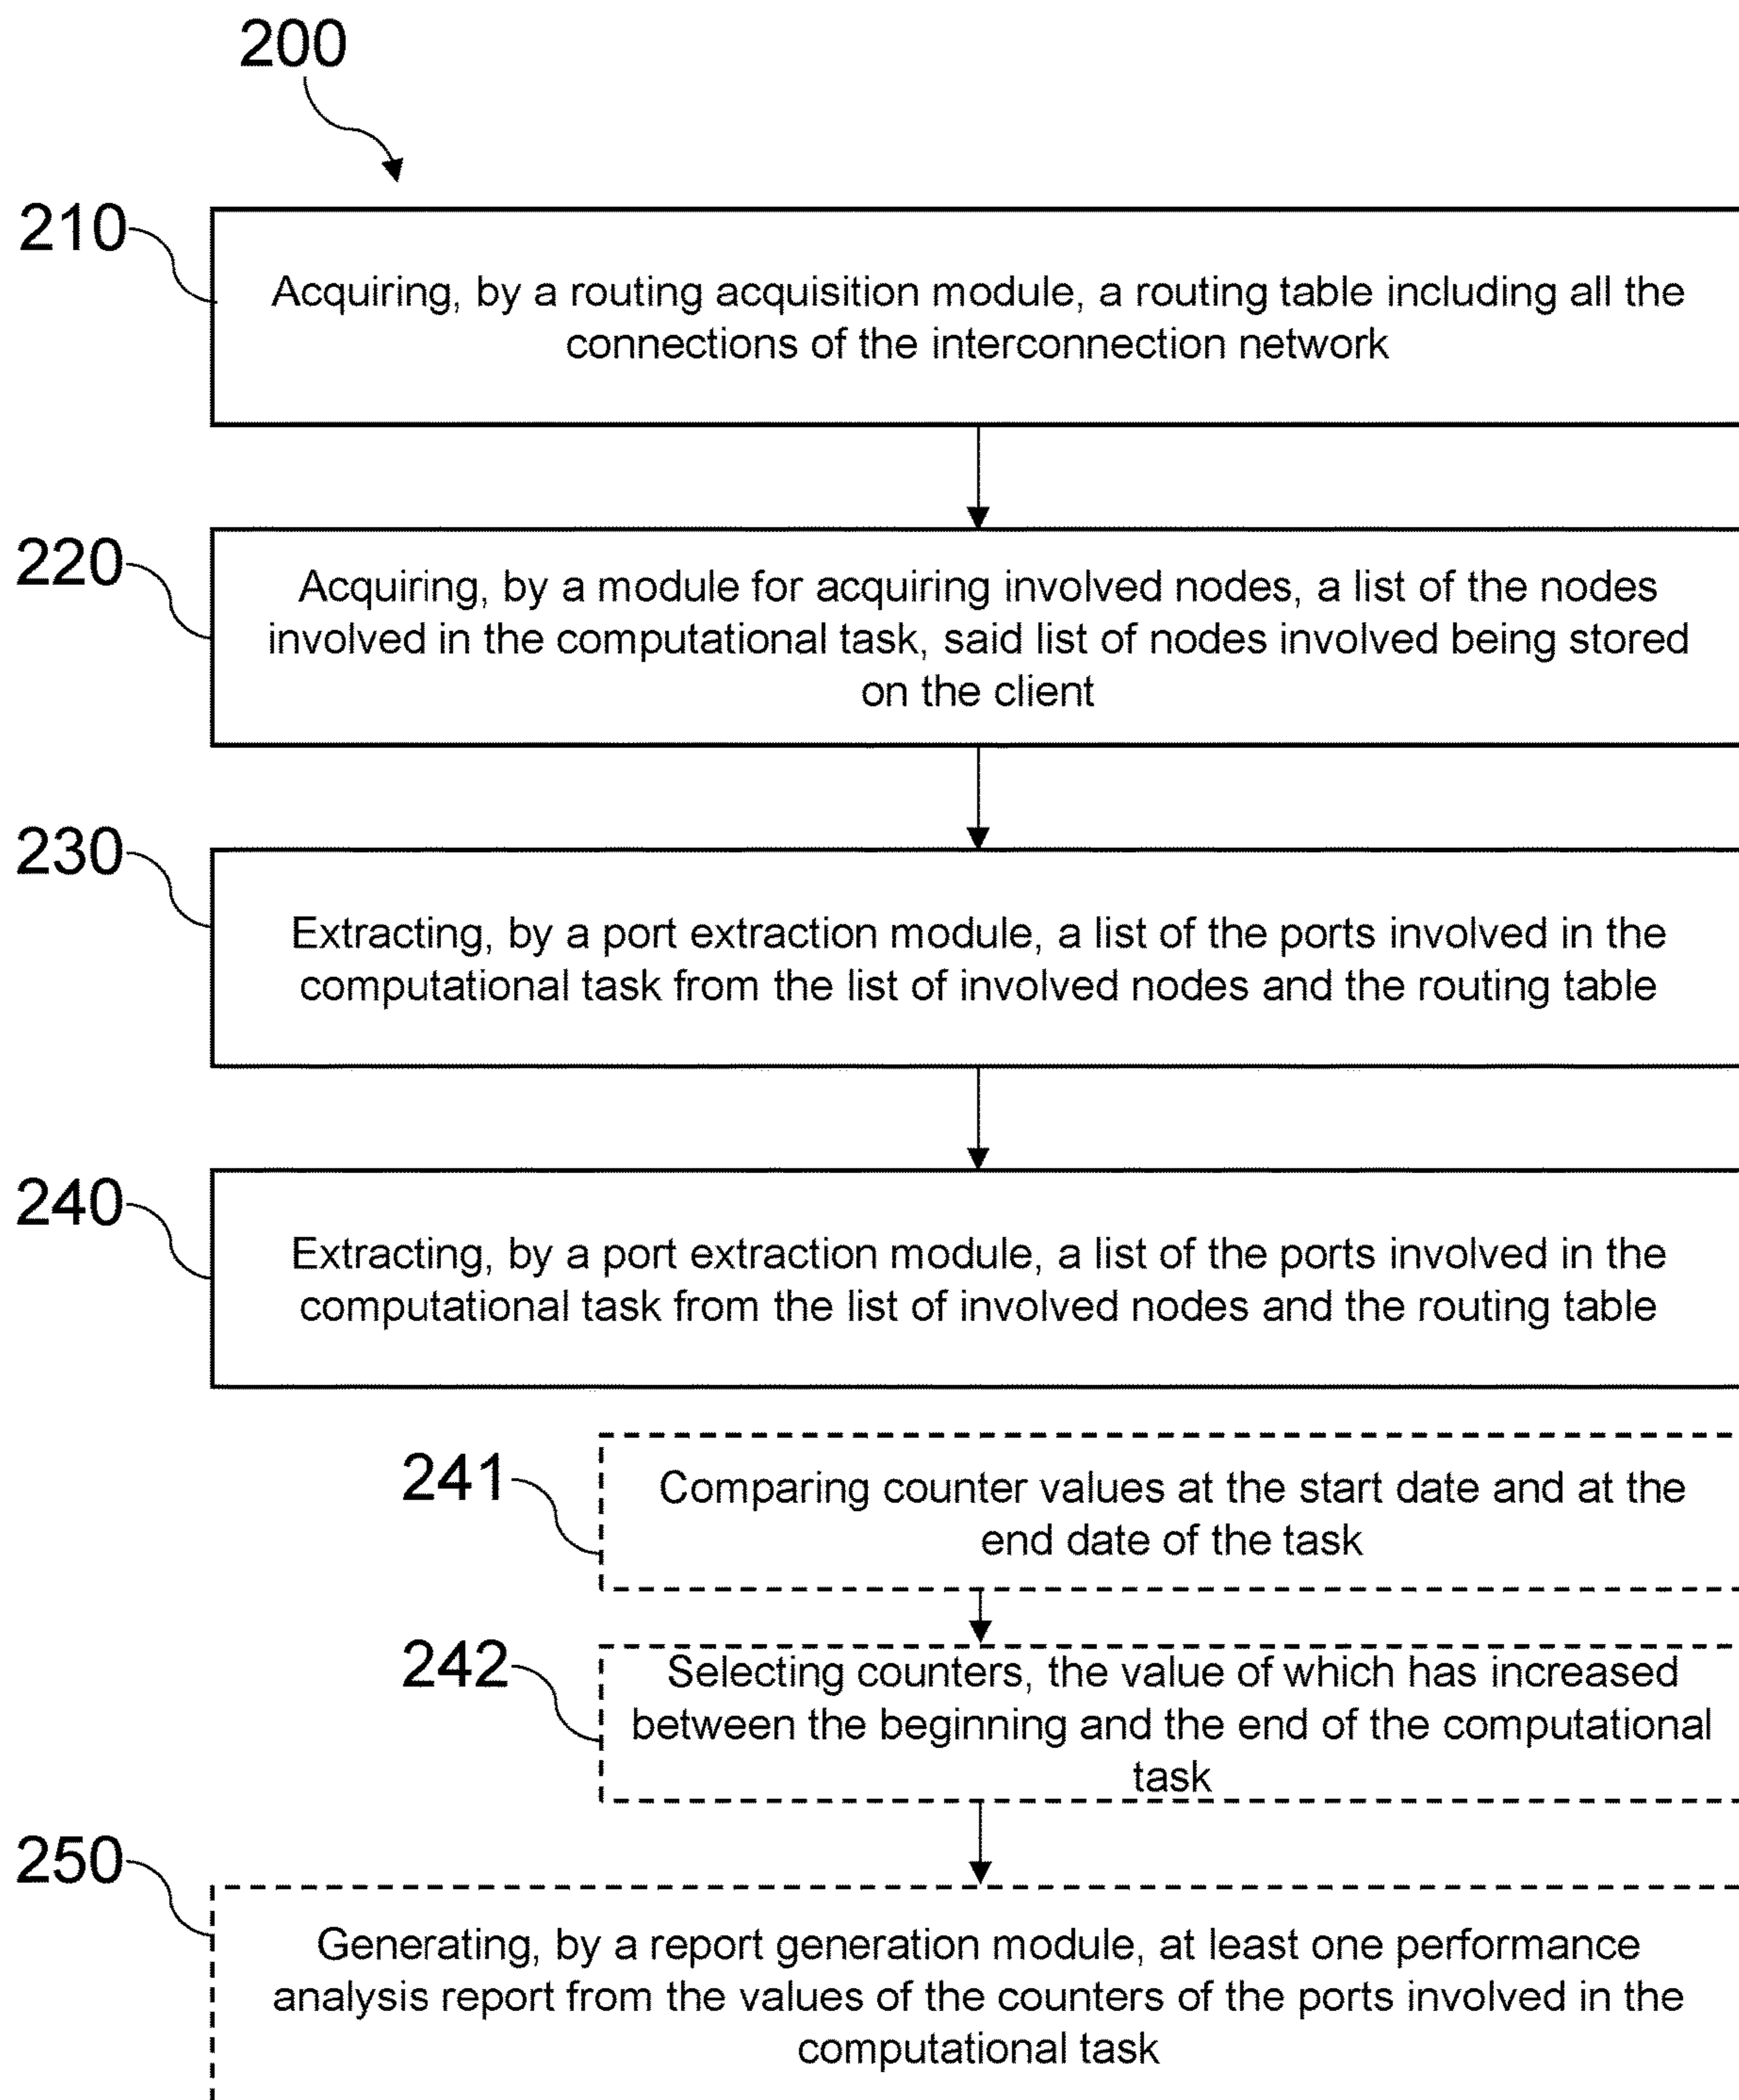 200
210
Acquiring, by a routing acquisition module, a routing table including all the
connections of the interconnection network
220
Acquiring, by a module for acquiring involved nodes, a list of the nodes
involved in the computational task, said list of nodes involved being stored
on the client
230
Extracting, by a port extraction module, a list of the ports involved in the
computational task from the list of involved nodes and the routing table
240
Extracting, by a port extraction module, a list of the ports involved in the
computational task from the list of involved nodes and the routing table
241
Comparing counter values at the start date and at the
end date of the task
242
Selecting counters, the value of which has increased
between the beginning and the end of the computational
task
250
Generating, by a report generation module, at least one performance
analysis report from the values of the counters of the ports involved in the
computational task